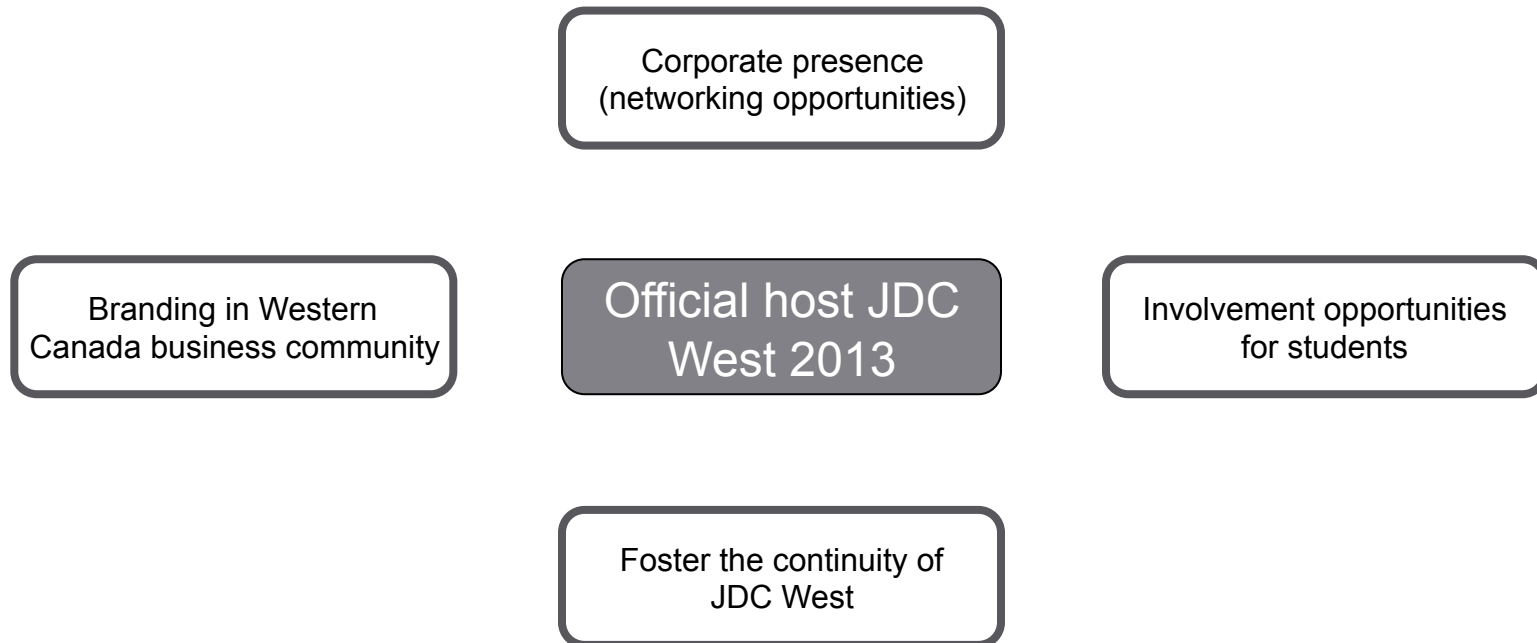 Corporate presence
(networking opportunities)
Branding in Western
Canada business community
Official host JDC
West 2013
Involvement opportunities
for students
Foster the continuity of
JDC West